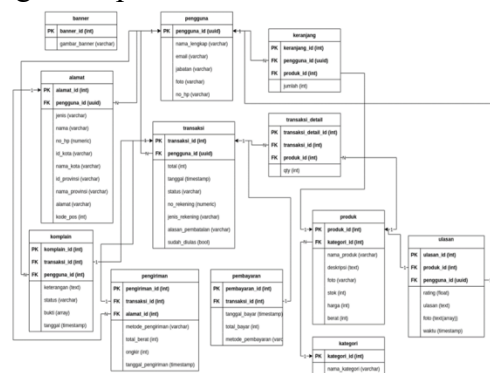 banner
PK banner_id (int)
gambar_banner (varchar)
pengguna
PK pengguna_id (uuid)
nama_lengkap (varchar)
email (varchar)
jabatan (varchar)
foto (varchar)
no_hp (varchar)
keranjang
PK keranjang_id (int)
FK pengguna_id (uuid)
FK produk_id (int)
jumlah (int)
alamat
PK alamat_id (int)
FK pengguna_id (uuid)
jenis (varchar)
nama (varchar)
no_hp (numeric)
id_kota (varchar)
nama_kota (varchar)
id_provinsi (varchar)
nama_provinsi (varchar)
alamat (varchar)
kode_pos (int)
transaksi
PK transaksi_id (int)
FK pengguna_id (uuid)
total (int)
tanggal (timestamp)
status (varchar)
no_rekening (numeric)
jenis_rekening (varchar)
alasan_pembatalan (varchar)
sudah_diulas (bool)
transaksi_detail
PK transaksi_detail_id (int)
FK transaksi_id (int)
FK produk_id (int)
qty (int)
produk
PK produk_id (int)
FK kategori_id (int)
nama_produk (varchar)
deskripsi (text)
foto (varchar)
stok (int)
harga (int)
berat (int)
ulasan
PK ulasan_id (int)
FK produk_id (int)
FK pengguna_id (uuid)
rating (float)
ulasan (text)
foto (text(array))
waktu (timestamp)
komplain
PK komplain_id (int)
FK transaksi_id (int)
FK pengguna_id (int)
keterangan (text)
status (varchar)
bukti (array)
tanggal (timestamp)
pengiriman
PK pengiriman_id (int)
FK transaksi_id (int)
FK alamat_id (int)
metode_pengiriman (varchar)
total_berat (int)
ongkir (int)
tanggal_pengiriman (timestamp)
pembayaran
PK pembayaran_id (int)
FK transaksi_id (int)
tanggal_bayar (timestamp)
total_bayar (int)
metode_pembayaran (var
kategori
PK kategori_id (int)
nama_kategori (varchar)